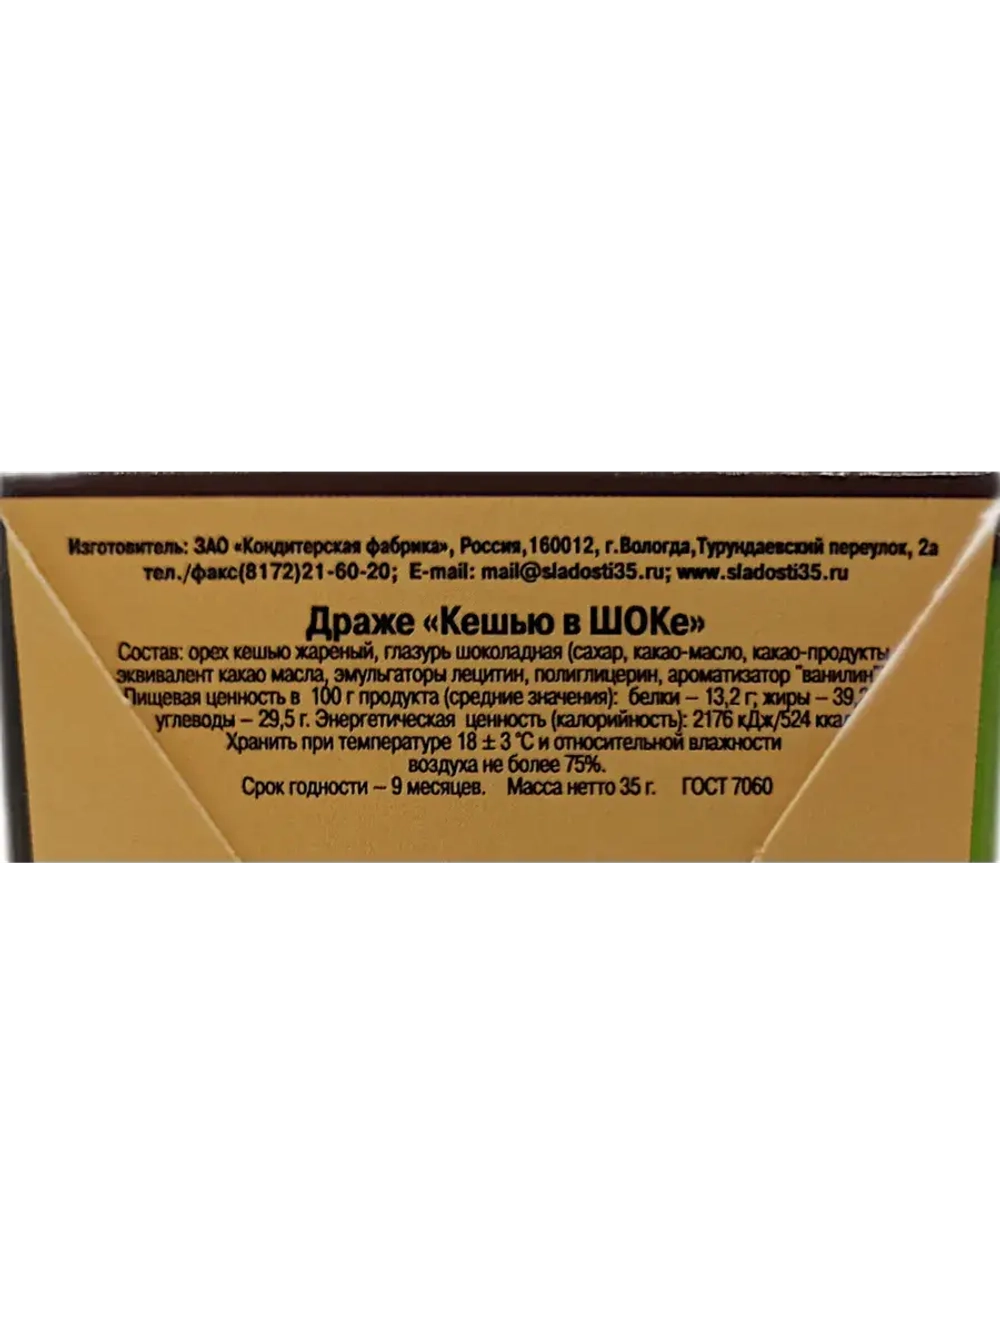 Изготовитель: ЗАО «Кондитерская фабрика», Россия,160012, г.Вологда,Турундаевский переулок, 2а
тел./факс(8172)21-60-20; E-mail: mail@sladosti35.ru; www.sladosti35.ru
Драже «Кешью в ШОКе»
Состав: орех кешью жареный, глазурь шоколадная (сахар, какао-масло, какао-продукты
эквивалент какао масла, эмульгаторы лецитин, полиглицерин, ароматизатор "ванилин"
Пищевая ценность в 100 г продукта (средние значения): белки – 13,2 г; жиры –
углеводы – 29,5 г. Энергетическая ценность (калорийность): 2176 кДж/524 ккал
Хранить при температуре 18 ± 3 °С и относительной влажности
воздуха не более 75%.
Срок годности – 9 месяцев. Масса нетто 35 г. ГОСТ 7060